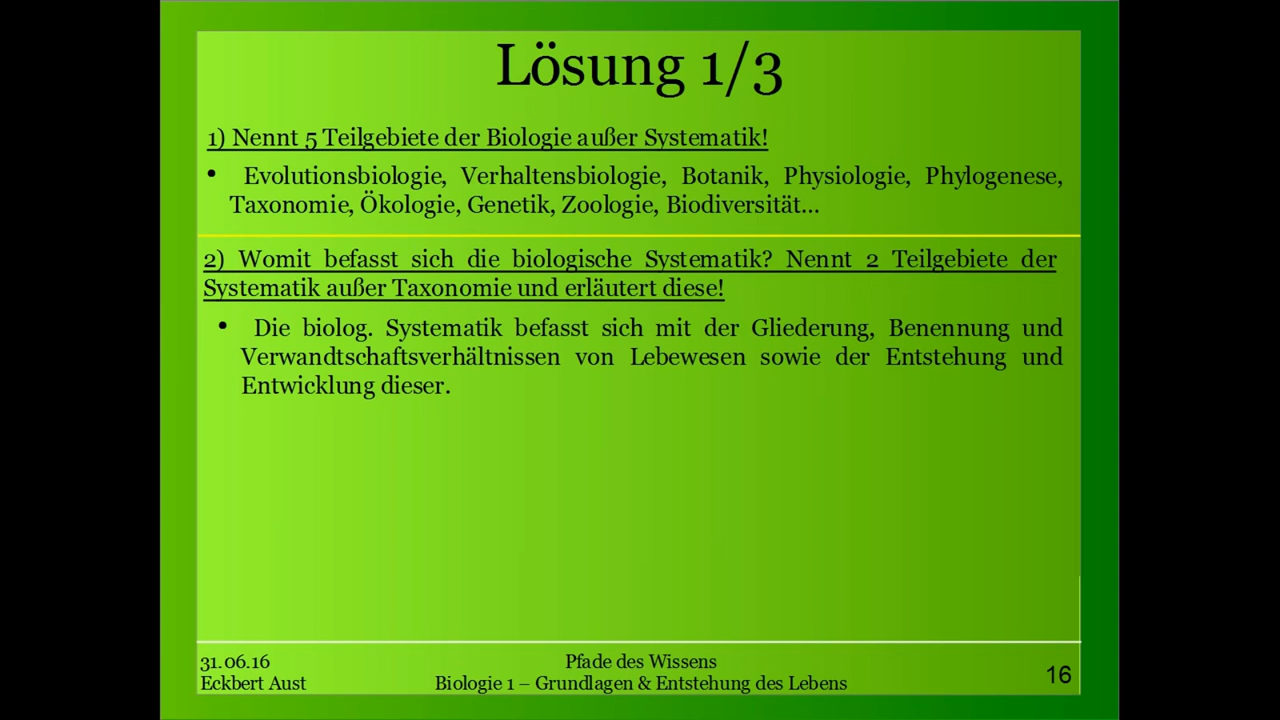 Lösung 1/3
1) Nennt 5 Teilgebiete der Biologie außer Systematik!
• Evolutionsbiologie, Verhaltensbiologie, Botanik, Physiologie, Phylogenese,
Taxonomie, Ökologie, Genetik, Zoologie, Biodiversität...
2) Womit befasst sich die biologische Systematik? Nennt 2 Teilgebiete der
Systematik außer Taxonomie und erläutert diese!
• Die biolog. Systematik befasst sich mit der Gliederung, Benennung und
Verwandtschaftsverhältnissen von Lebewesen sowie der Entstehung und
Entwicklung dieser.
31.06.16
Eckbert Aust
Pfade des Wissens
Biologie 1 – Grundlagen & Entstehung des Lebens
16